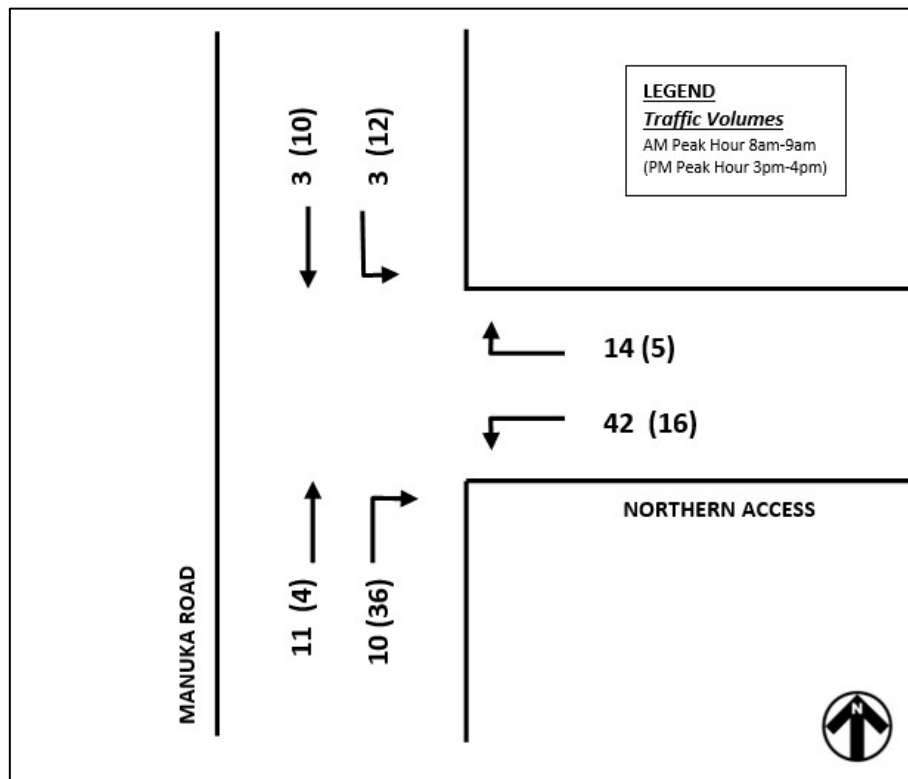 LEGEND
Traffic Volumes
AM Peak Hour 8am-9am
(PM Peak Hour 3pm-4pm)
3 (10)
3 (12)
14 (5)
42 (16)
NORTHERN ACCESS
11 (4)
10 (36)
MANUKA ROAD
N